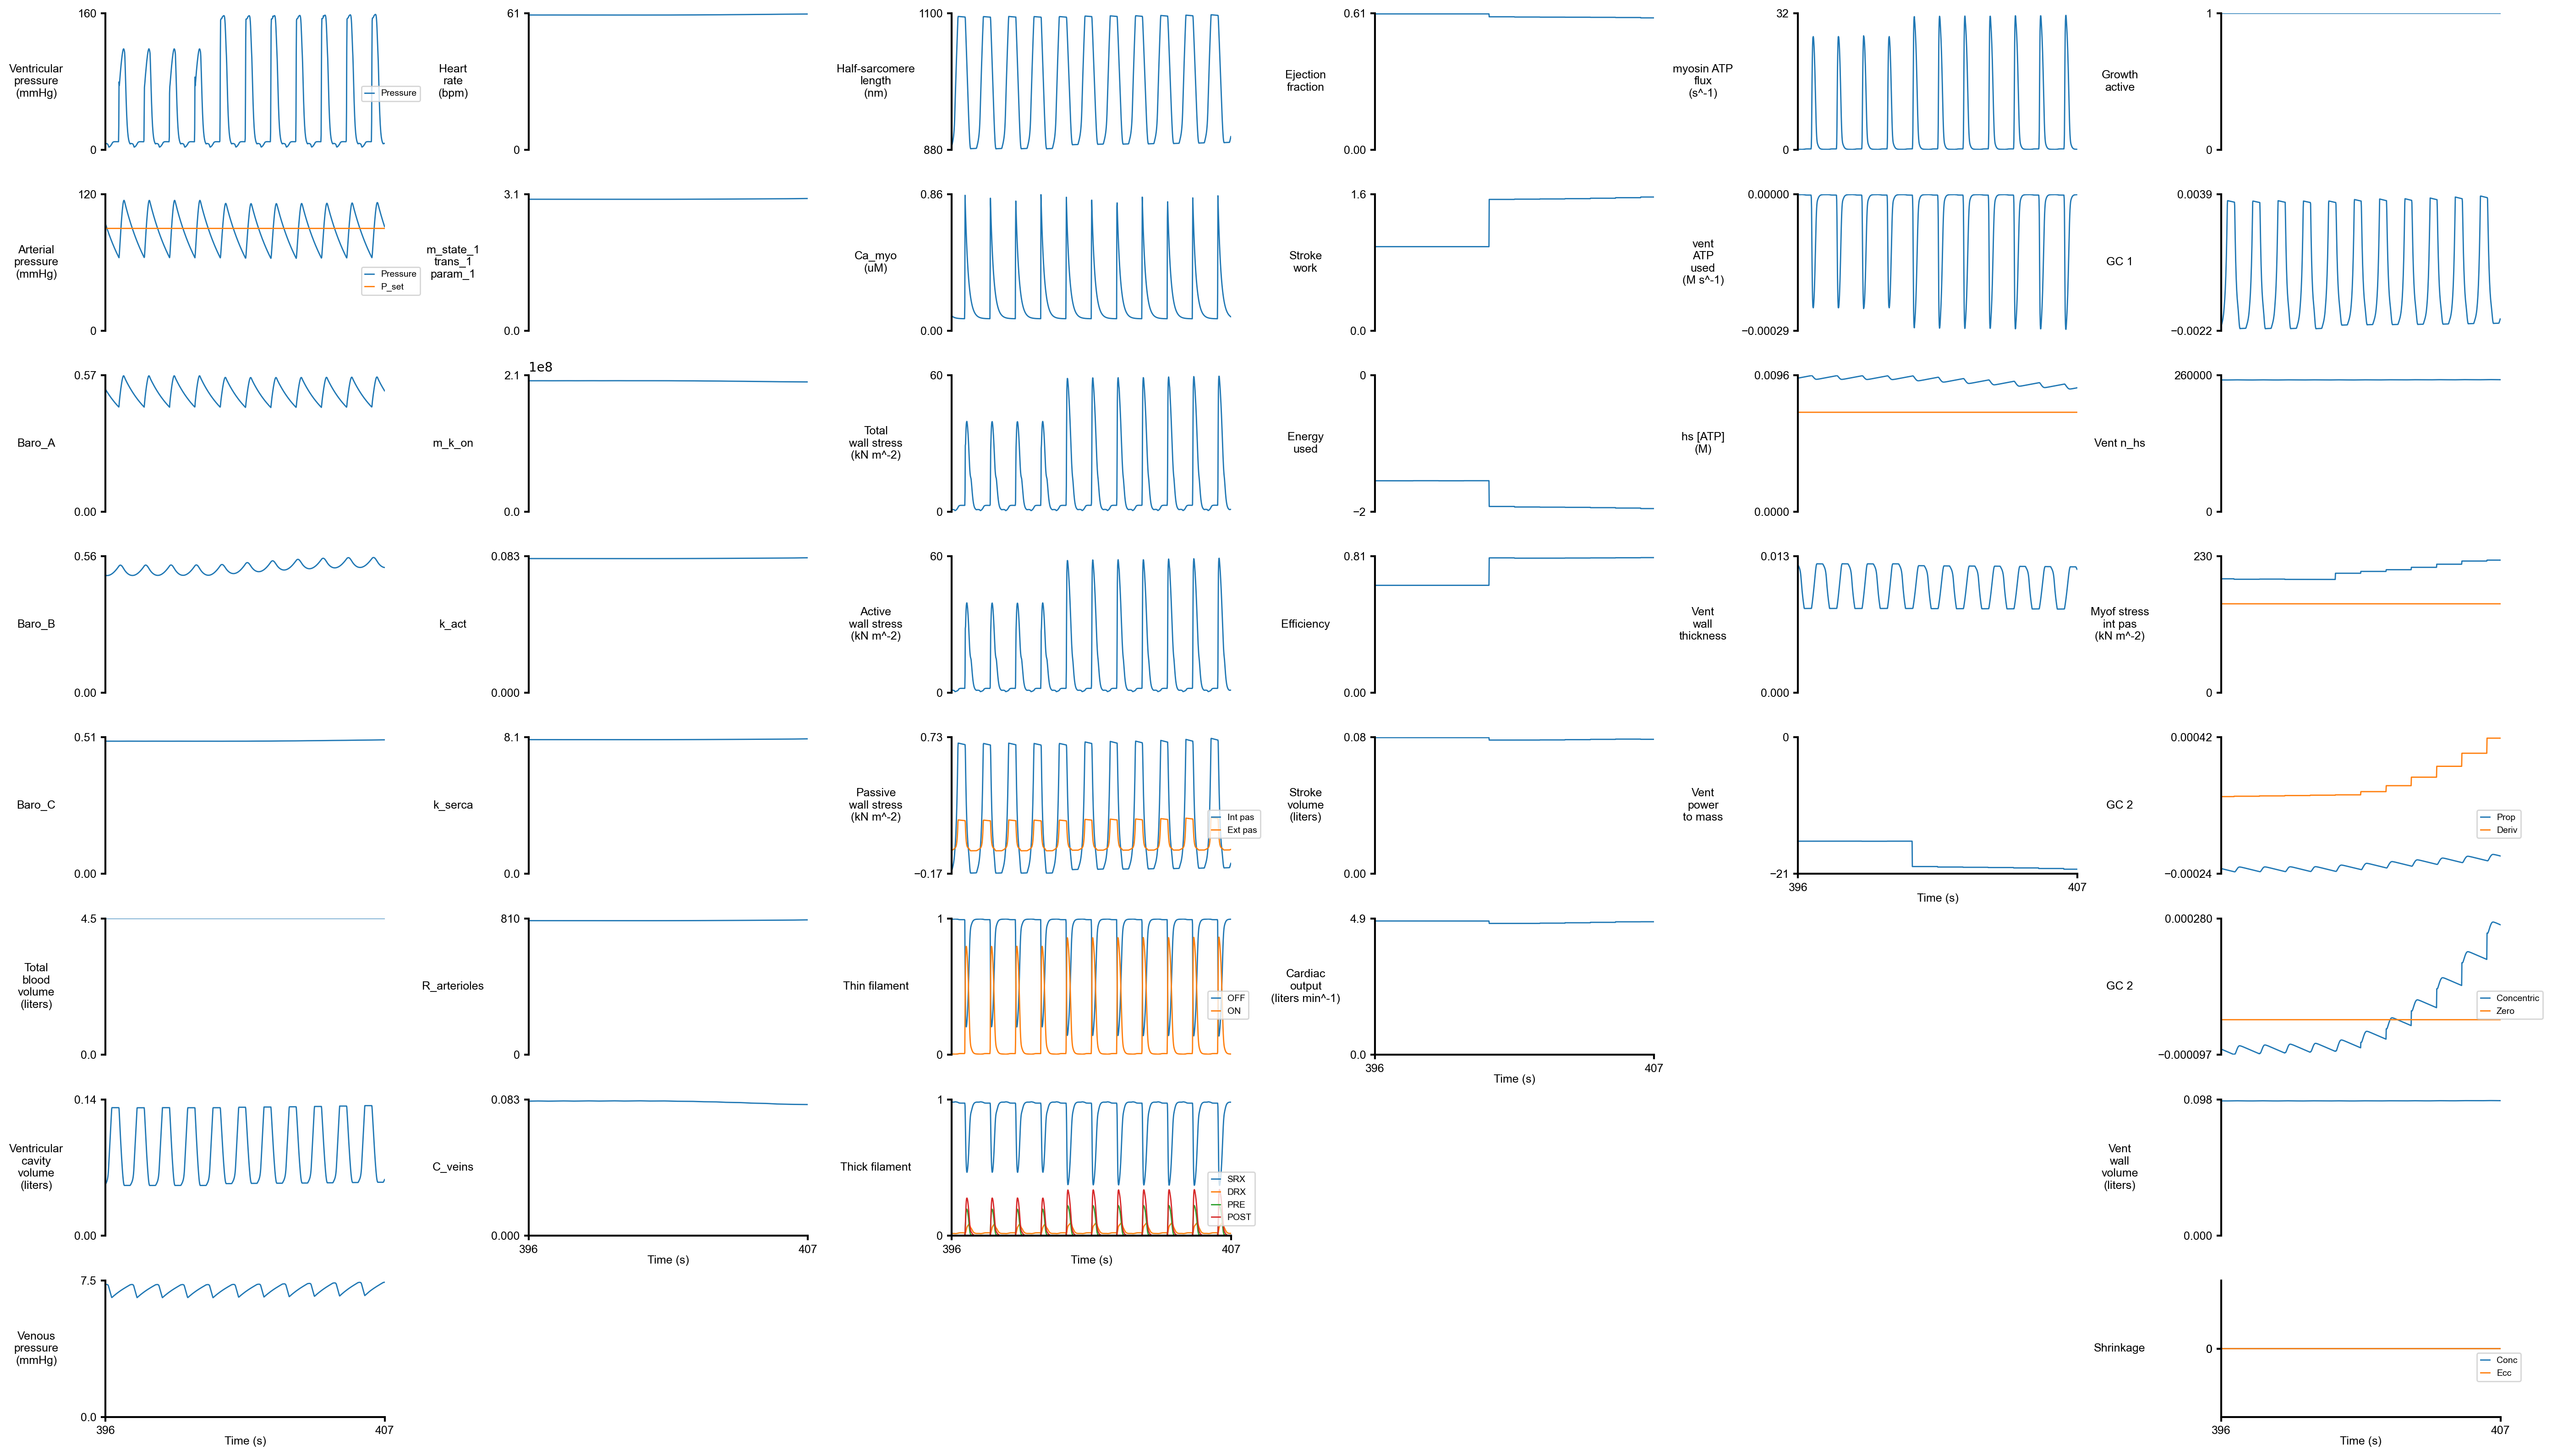 160
Ventricular
pressure
(mmHg)
0
Pressure
61
Heart
rate
(bpm)
0
1100
Half-sarcomere
length
(nm)
880
0.61
Ejection
fraction
0.00
32
myosin ATP
flux
(s^-1)
0
1
Growth
active
0
120
Arterial
pressure
(mmHg)
0
Pressure
P_set
3.1
m_state_1
trans_1
param_1
0.0
0.86
Ca_myo
(uM)
0.00
1.6
Stroke
work
0.0
0.00000
vent
ATP
used
(M s^-1)
−0.00029
0.0039
GC 1
−0.0022
0.57
Baro_A
0.00
1e8
2.1
m_k_on
0.0
60
Total
wall stress
(kN m^-2)
0
0
Energy
used
−2
0.0096
hs [ATP]
(M)
0.0000
260000
Vent n_hs
0
0.56
Baro_B
0.00
0.083
k_act
0.000
60
Active
wall stress
(kN m^-2)
0
0.81
Efficiency
0.00
0.013
Vent
wall
thickness
0.000
230
Myof stress
int pas
(kN m^-2)
0
0.51
Baro_C
0.0
8.1
k_serca
0.0
0.73
Passive
wall stress
(kN m^-2)
−0.17
Int pas
Ext pas
0.08
Stroke
volume
(liters)
0.00
0
Vent
power
to mass
−21
396
407
Time (s)
0.00042
GC 2
−0.00024
Prop
Deriv
4.5
Total
blood
volume
(liters)
0.0
810
R_arterioles
0
1
Thin filament
0
OFF
ON
4.9
Cardiac
output
(liters min^-1)
0.0
396
407
Time (s)
0.000280
GC 2
−0.000097
Concentric
Zero
0.14
Ventricular
cavity
volume
(liters)
0.00
0.083
C_veins
0.000
396
407
Time (s)
1
Thick filament
0
SRX
DRX
PRE
POST
396
407
Time (s)
0.098
Vent
wall
volume
(liters)
0.000
7.5
Venous
pressure
(mmHg)
0.0
396
407
Time (s)
Shrinkage
0
Conc
Ecc
396
407
Time (s)